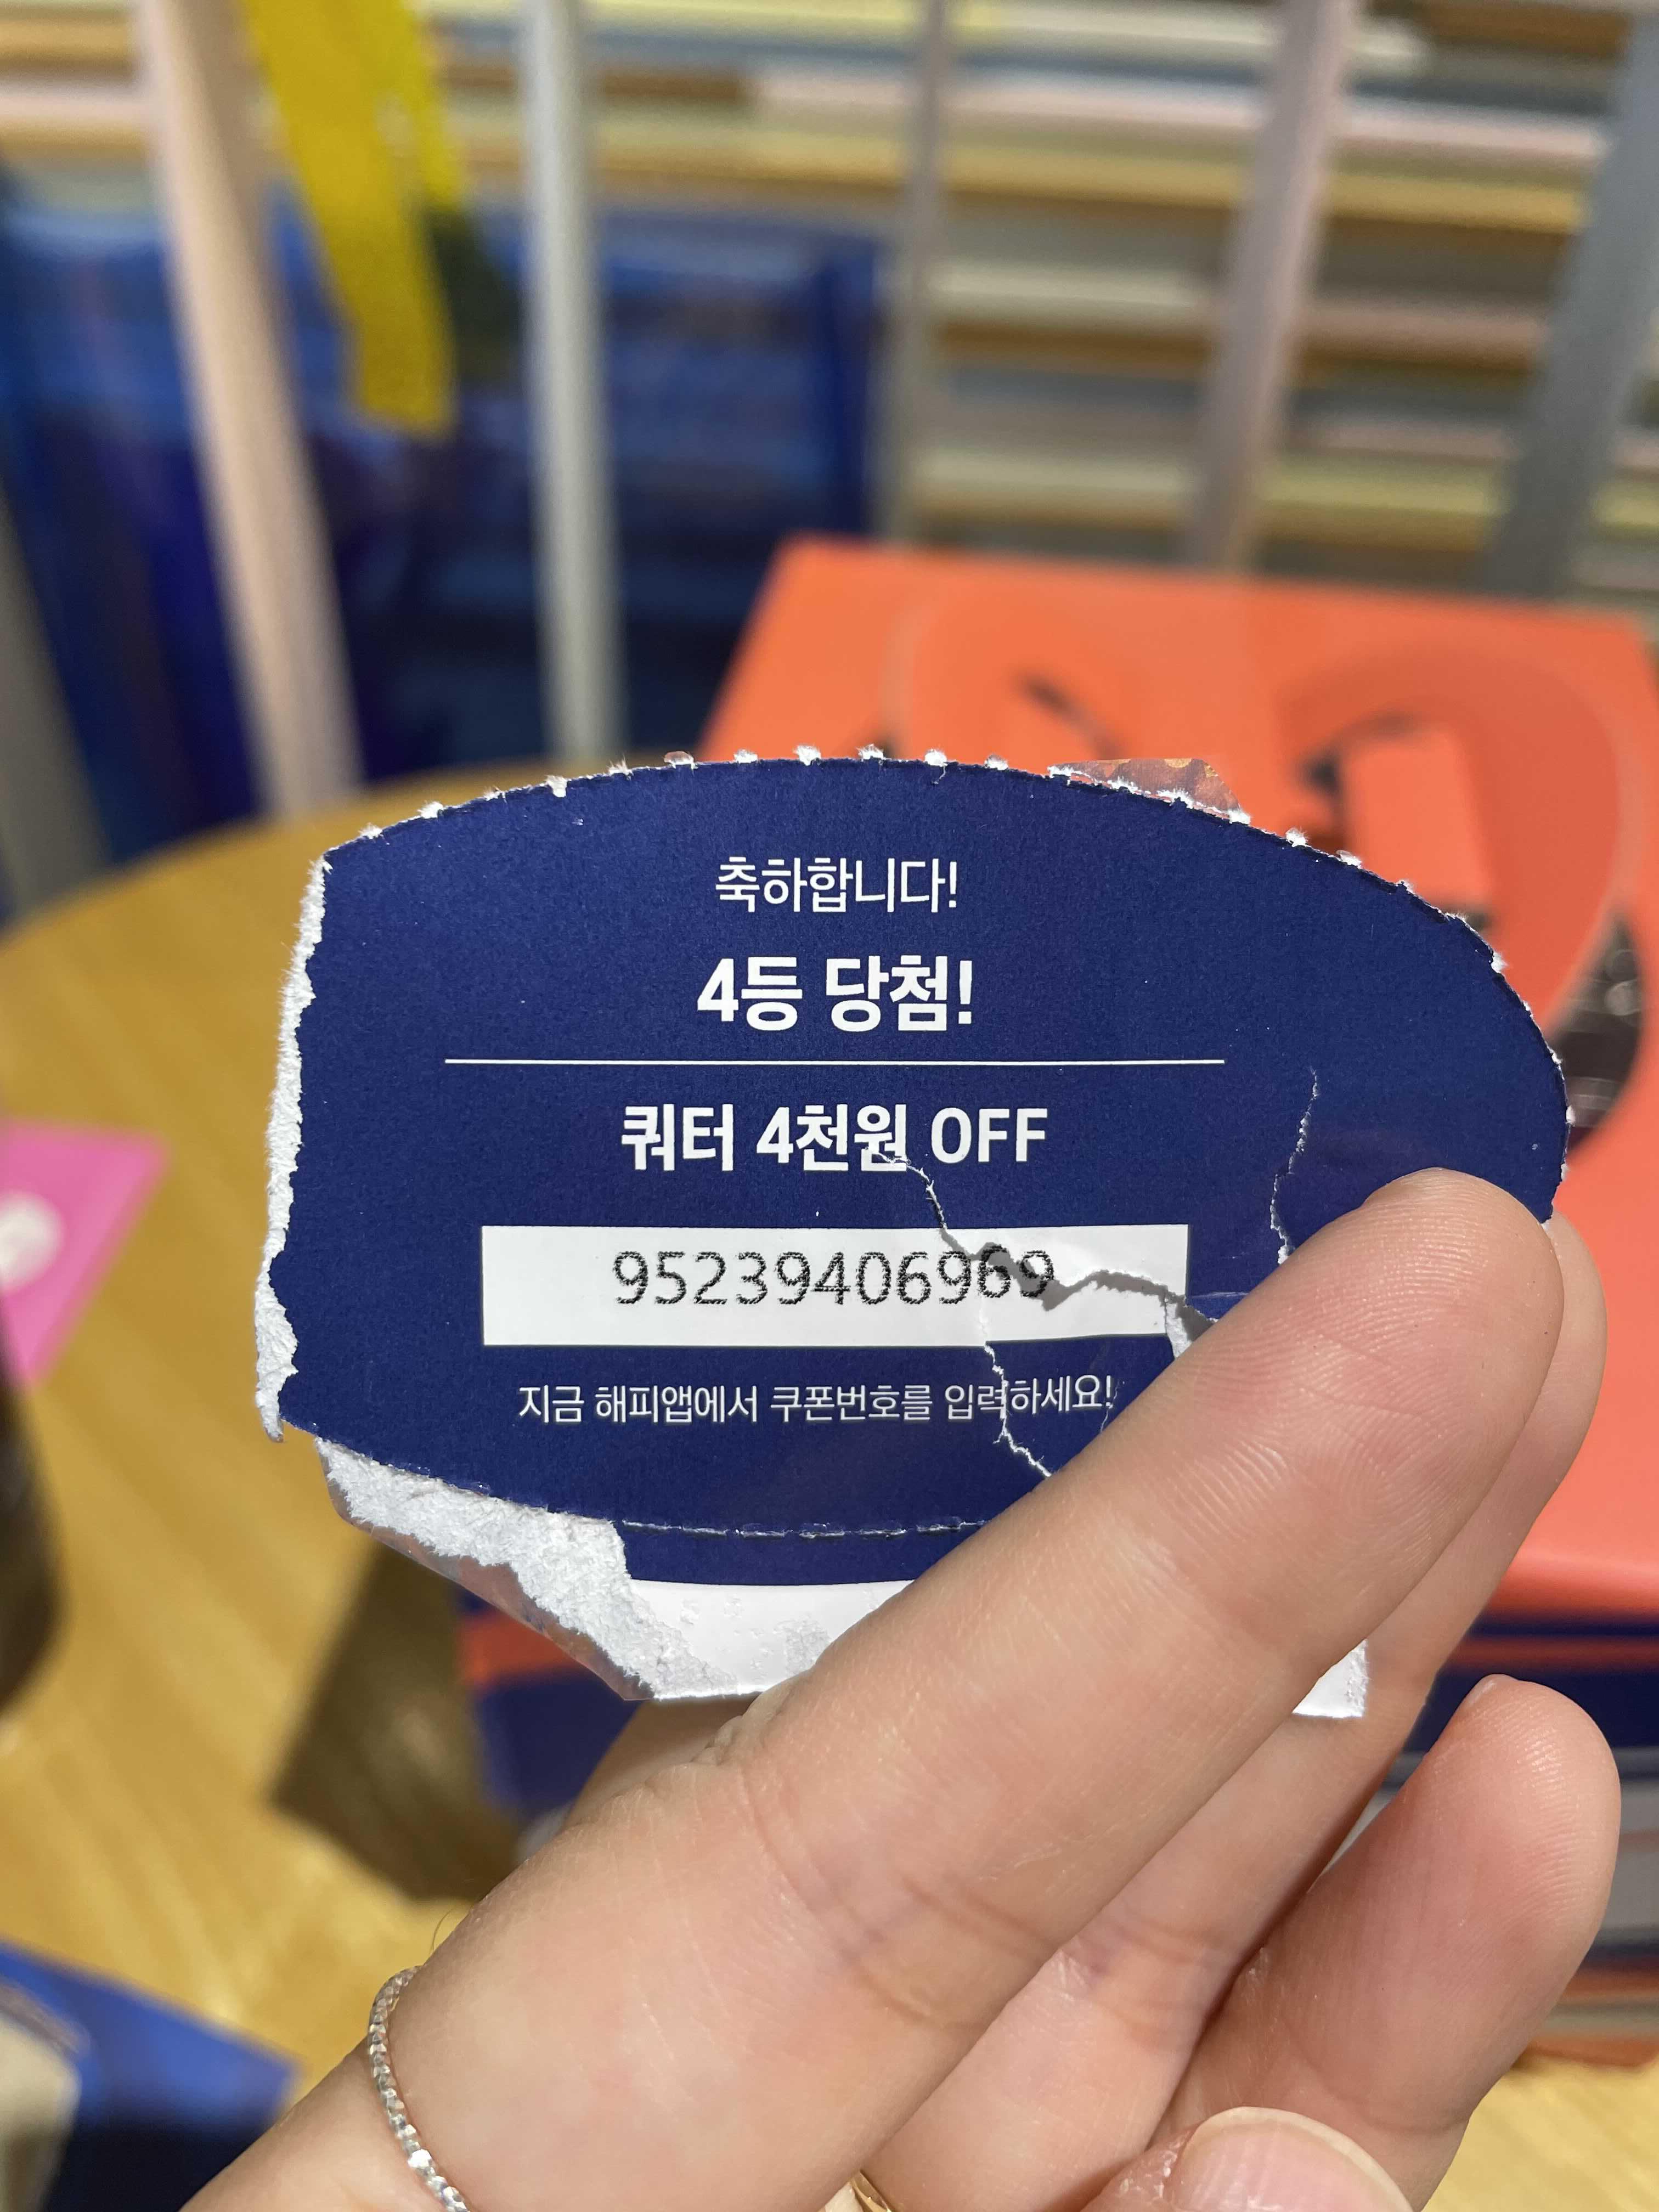 축하합니다!
4등 당첨!
쿼터 4천원 OFF
95239406969
지금 해피앱에서 쿠폰번호를 입력하세요!